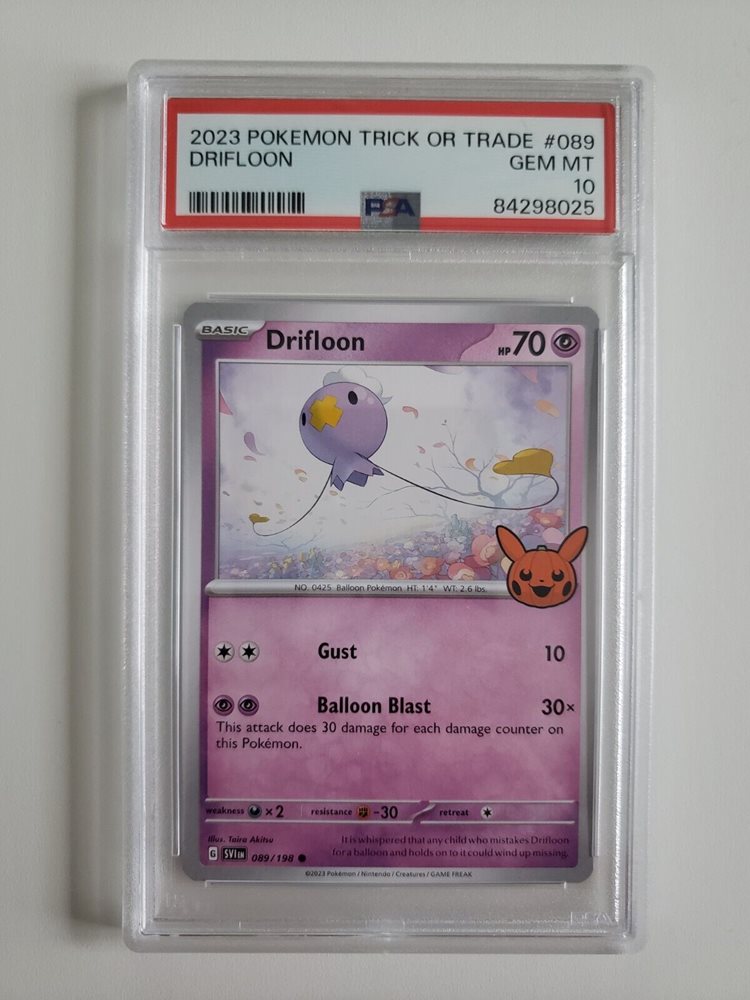 2023 POKEMON TRICK OR TRADE #089
DRIFLOON GEM MT
10
PSA 84298025
BASIC Drifloon HP 70
NO. 0425 Balloon Pokémon HT: 1'4" WT: 2.6 lbs.
Gust 10
Balloon Blast 30×
This attack does 30 damage for each damage counter on
this Pokémon.
weakness ×2 resistance -30 retreat
Illus. Taira Akitsu
It is whispered that any child who mistakes Drifloon
for a balloon and holds on to it could wind up missing.
G SVI EN 089/198
©2023 Pokémon / Nintendo / Creatures / GAME FREAK